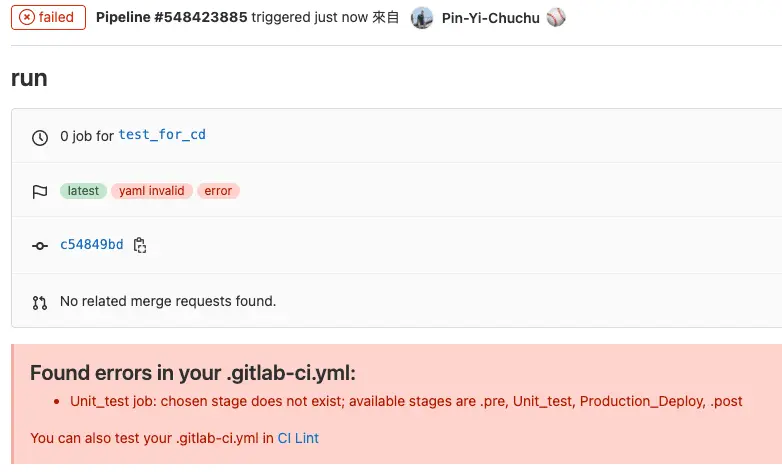 failed Pipeline #548423885 triggered just now 來自 Pin-Yi-Chuchu
run
0 job for test_for_cd
latest yaml invalid error
c54849bd
No related merge requests found.
Found errors in your .gitlab-ci.yml:
• Unit_test job: chosen stage does not exist; available stages are .pre, Unit_test, Production_Deploy, .post
You can also test your .gitlab-ci.yml in CI Lint